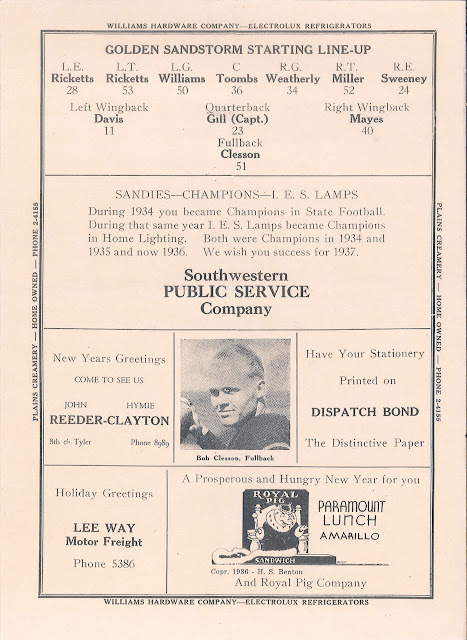 WILLIAMS HARDWARE COMPANY—ELECTROLUX REFRIGERATORS
GOLDEN SANDSTORM STARTING LINE-UP
L.E. L.T. L.G. C R.G. R.T. R.E.
Ricketts Ricketts Williams Toombs Weatherly Miller Sweeney
28 53 50 36 34 52 24
Left Wingback Quarterback Right Wingback
Davis Gill (Capt.) Mayes
11 23 40
Fullback
Clesson
51
SANDIES—CHAMPIONS—I. E. S. LAMPS
During 1934 you became Champions in State Football.
During that same year I. E. S. Lamps became Champions
in Home Lighting. Both were Champions in 1934 and
1935 and now 1936. We wish you success for 1937.
Southwestern
PUBLIC SERVICE
Company
PLAINS CREAMERY — HOME OWNED — PHONE 2-4155
PLAINS CREAMERY — HOME OWNED — PHONE 2-4155
New Years Greetings
COME TO SEE US
JOHN HYMIE
REEDER-CLAYTON
8th & Tyler Phone 8989
Bob Clesson, Fullback
Have Your Stationery
Printed on
DISPATCH BOND
The Distinctive Paper
Holiday Greetings
LEE WAY
Motor Freight
Phone 5386
A Prosperous and Hungry New Year for you
ROYAL
PIG
SANDWICH
PARAMOUNT
LUNCH
AMARILLO
Copr. 1936 - H. S. Benton
And Royal Pig Company
WILLIAMS HARDWARE COMPANY—ELECTROLUX REFRIGERATORS